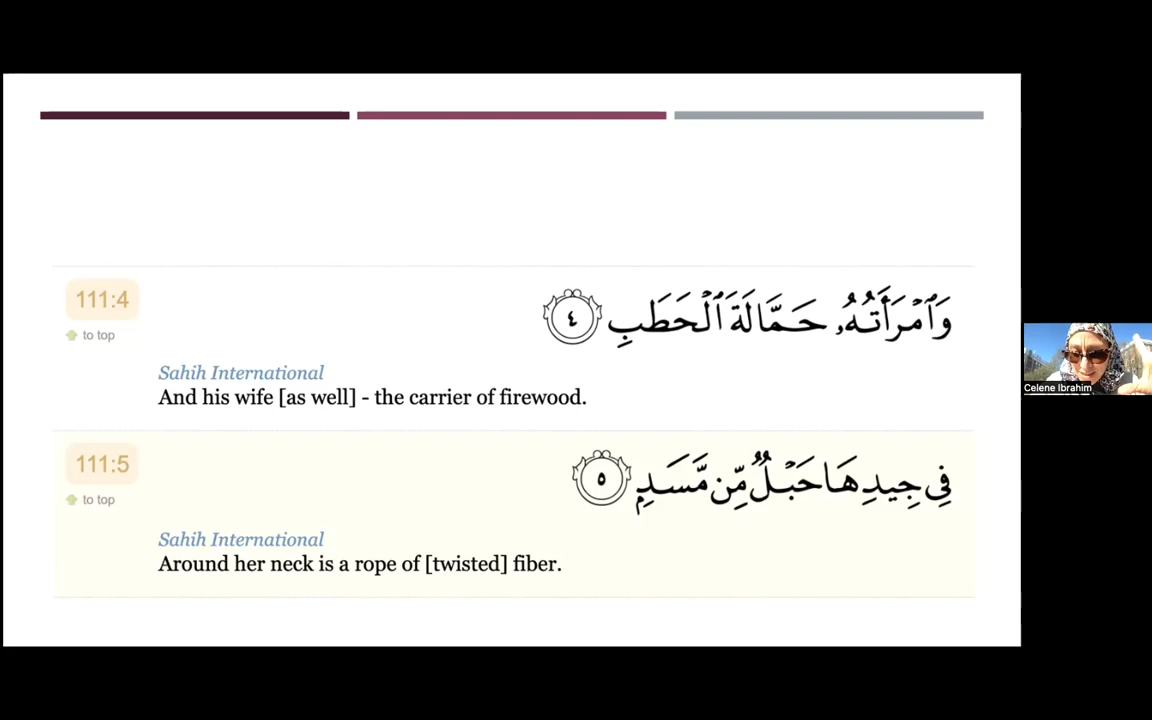 111:4
وَٱمْرَأَتُهُۥ حَمَّالَةَ ٱلْحَطَبِ ٤
to top
Sahih International
And his wife [as well] - the carrier of firewood.
111:5
فِى جِيدِهَا حَبْلٌ مِّن مَّسَدٍۭ ٥
to top
Sahih International
Around her neck is a rope of [twisted] fiber.
Celene Ibrahim